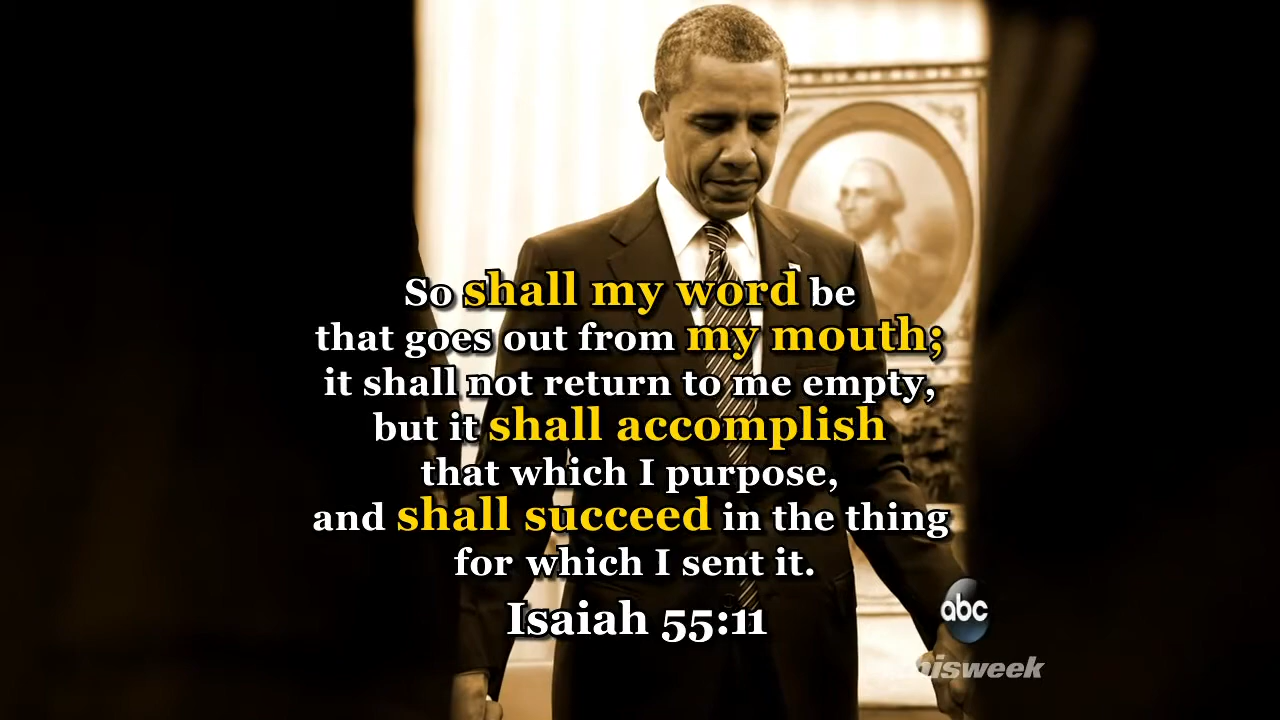 So shall my word be
that goes out from my mouth;
it shall not return to me empty,
but it shall accomplish
that which I purpose,
and shall succeed in the thing
for which I sent it.
Isaiah 55:11
abc
thisweek